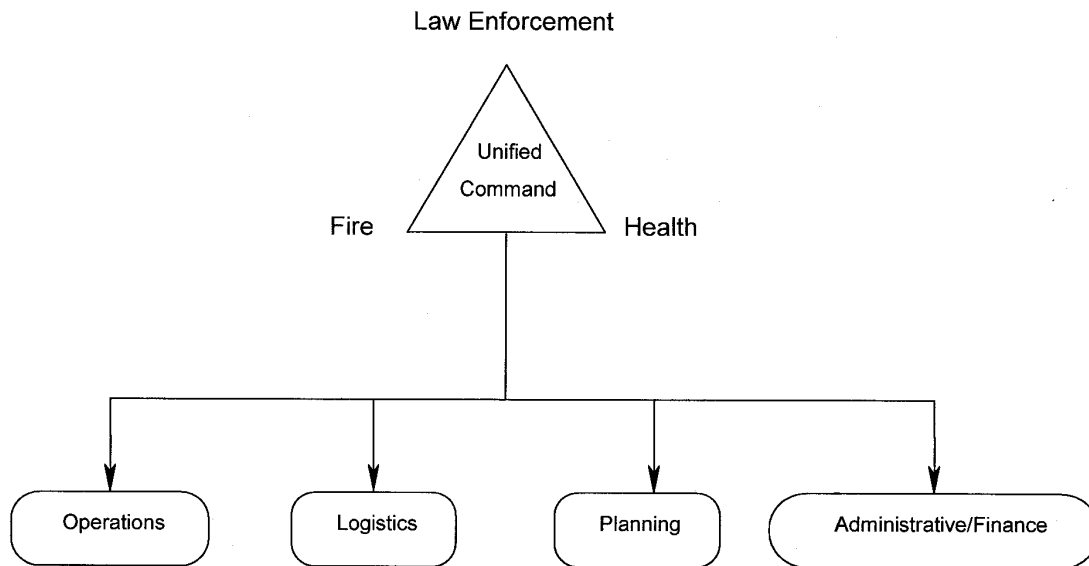 Law Enforcement
Unified
Command
Fire
Health
Operations
Logistics
Planning
Administrative/Finance